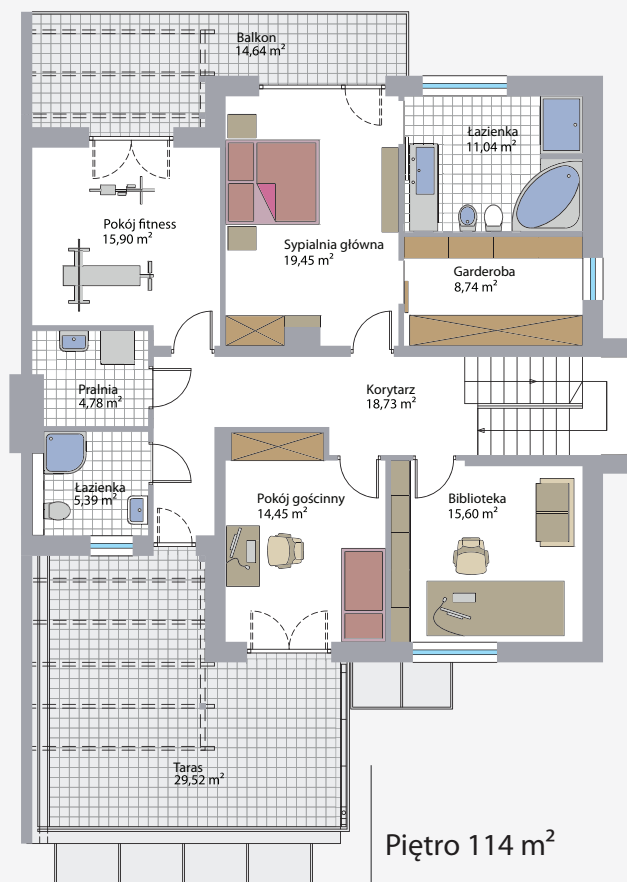 Balkon
14,64 m²
Łazienka
11,04 m²
Pokój fitness
15,90 m²
Sypialnia główna
19,45 m²
Garderoba
8,74 m²
Pralnia
4,78 m²
Korytarz
18,73 m²
Łazienka
5,39 m²
Pokój gościnny
14,45 m²
Biblioteka
15,60 m²
Taras
29,52 m²
Piętro 114 m²